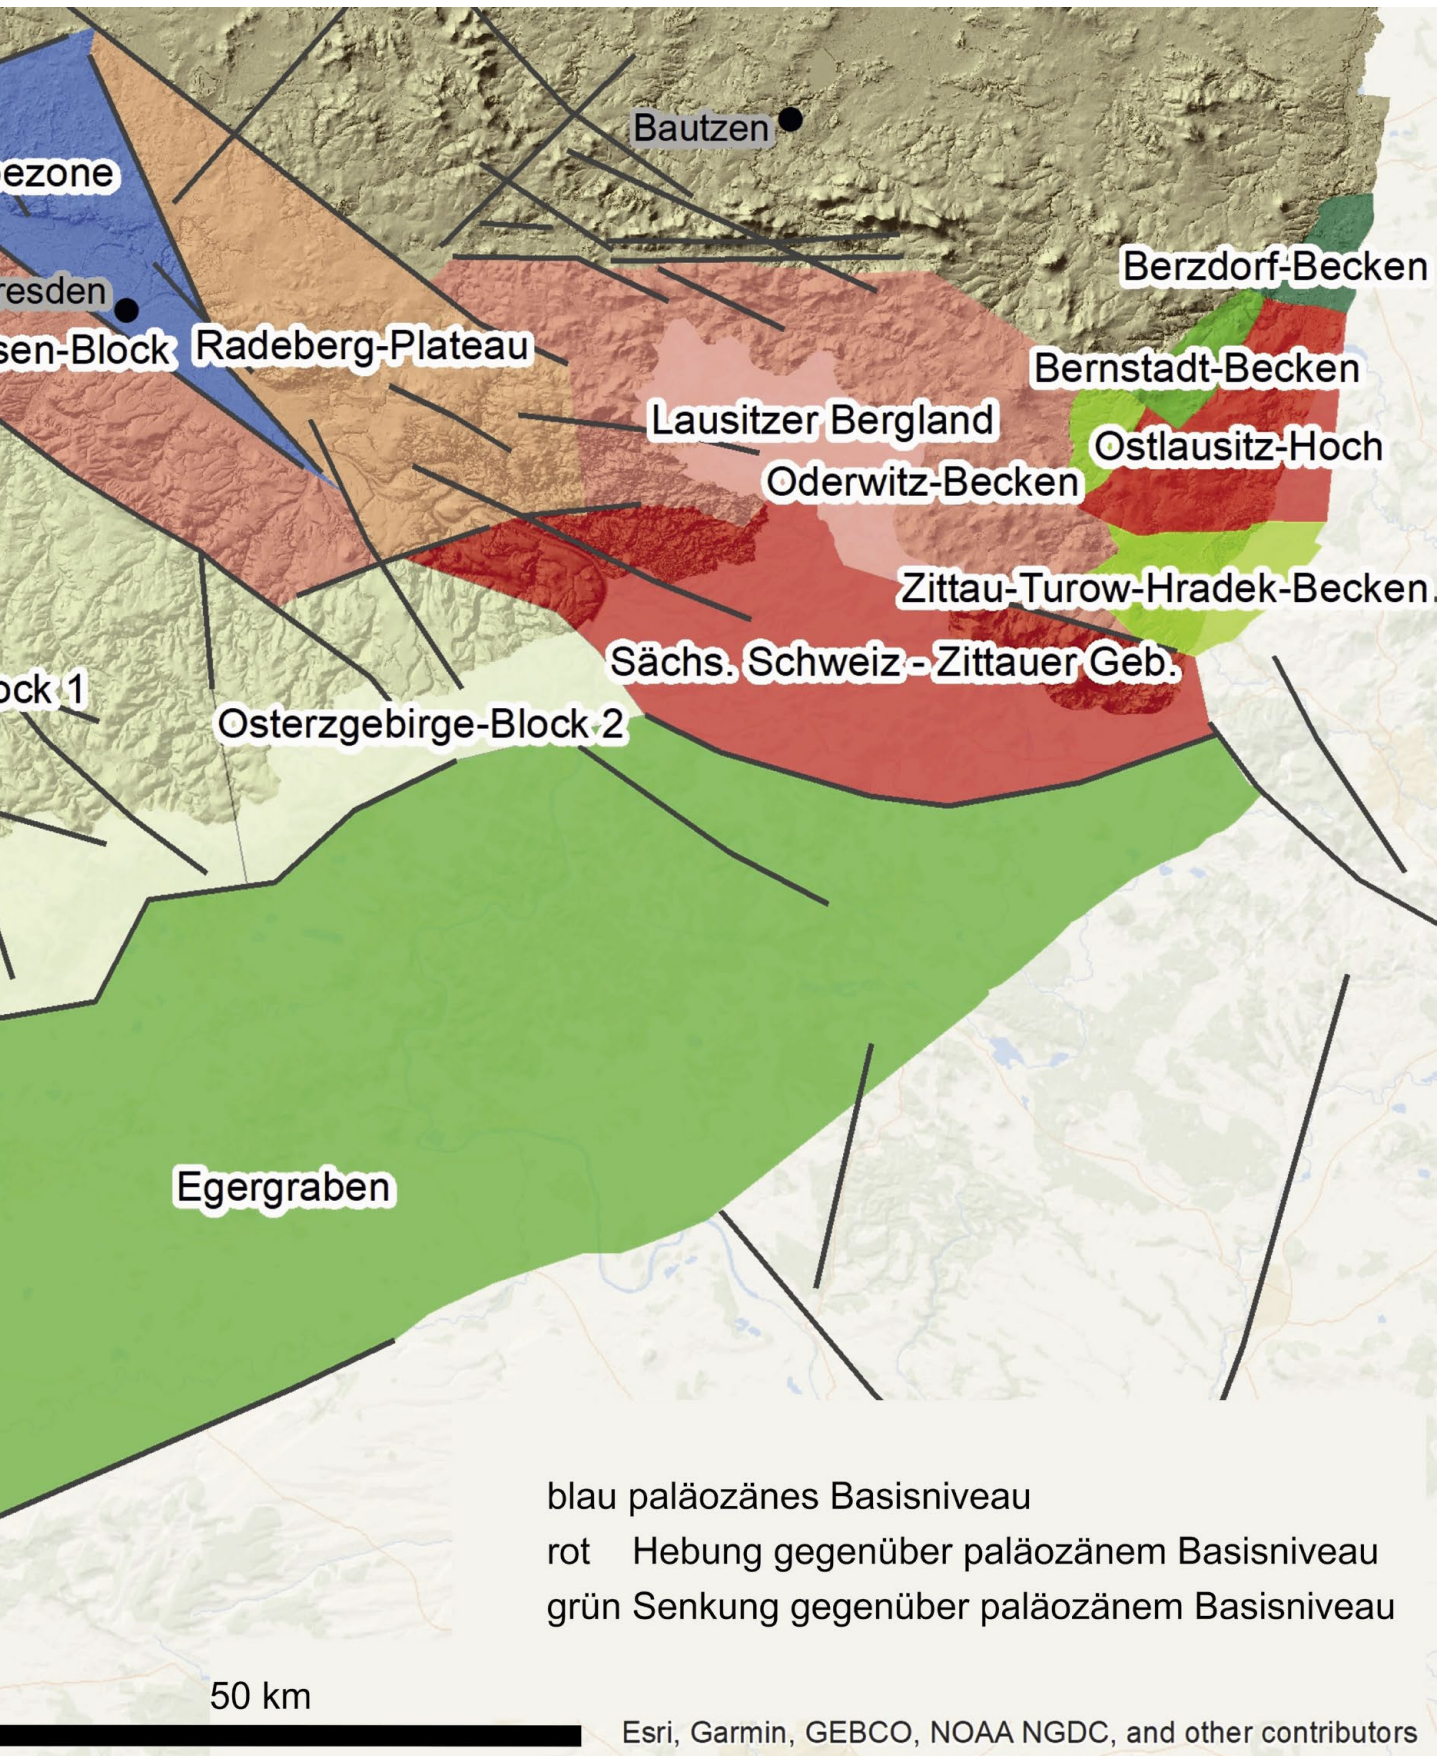 Bautzen
ezone
Berzdorf-Becken
resden
sen-Block
Radeberg-Plateau
Bernstadt-Becken
Lausitzer Bergland
Ostlausitz-Hoch
Oderwitz-Becken
Zittau-Turow-Hradek-Becken.
Sächs. Schweiz - Zittauer Geb.
ock 1
Osterzgebirge-Block 2
Egergraben
blau paläozänes Basisniveau
rot Hebung gegenüber paläozänem Basisniveau
grün Senkung gegenüber paläozänem Basisniveau
50 km
Esri, Garmin, GEBCO, NOAA NGDC, and other contributors